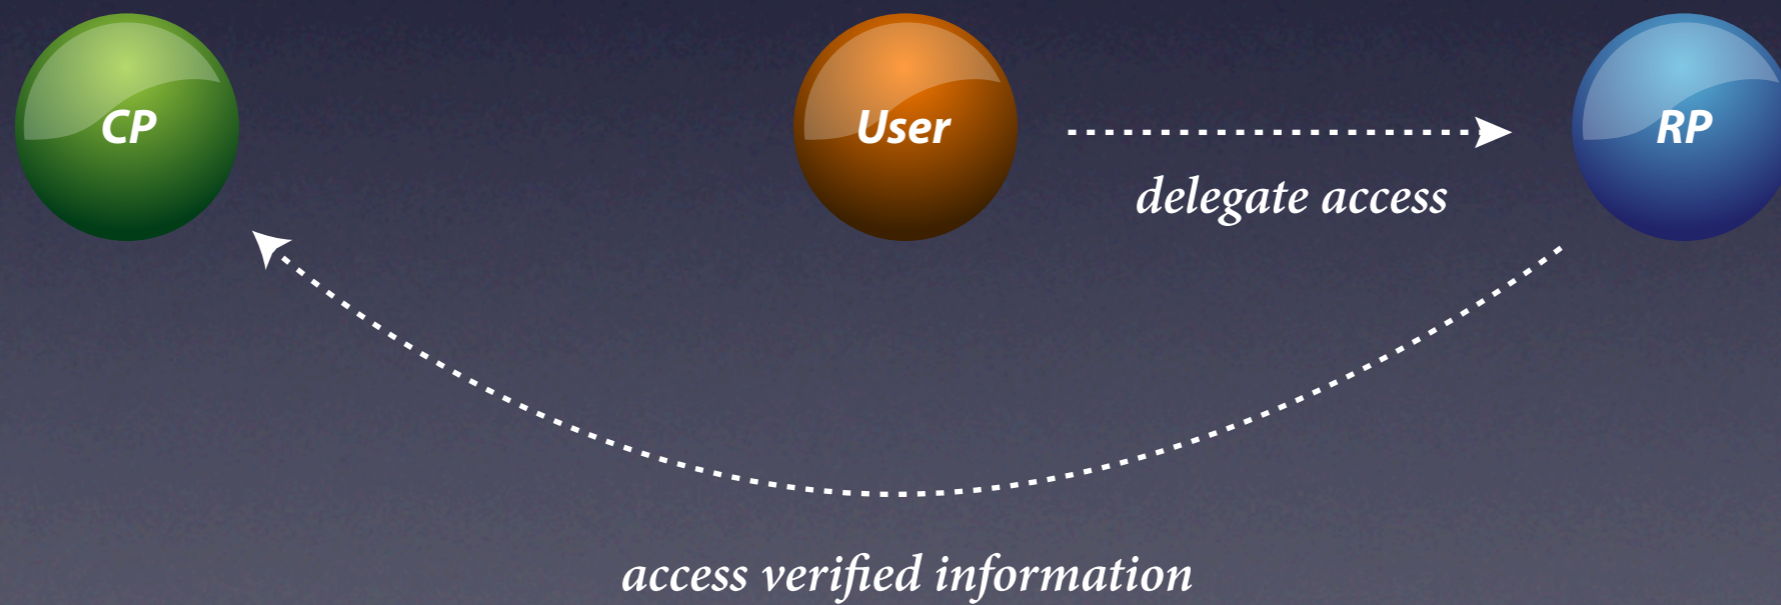 CP
User
RP
delegate access
access verified information